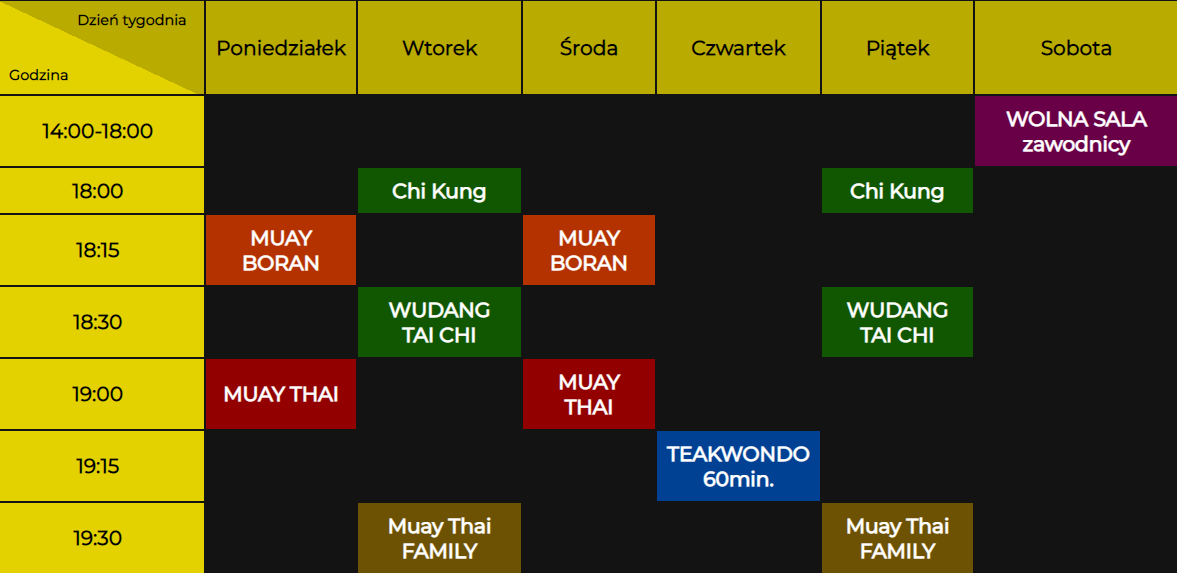 Dzień tygodnia
Godzina
Poniedziałek
Wtorek
Środa
Czwartek
Piątek
Sobota
14:00-18:00
WOLNA SALA
zawodnicy
18:00
Chi Kung
Chi Kung
18:15
MUAY
BORAN
MUAY
BORAN
18:30
WUDANG
TAI CHI
WUDANG
TAI CHI
19:00
MUAY THAI
MUAY
THAI
19:15
TEAKWONDO
60min.
19:30
Muay Thai
FAMILY
Muay Thai
FAMILY